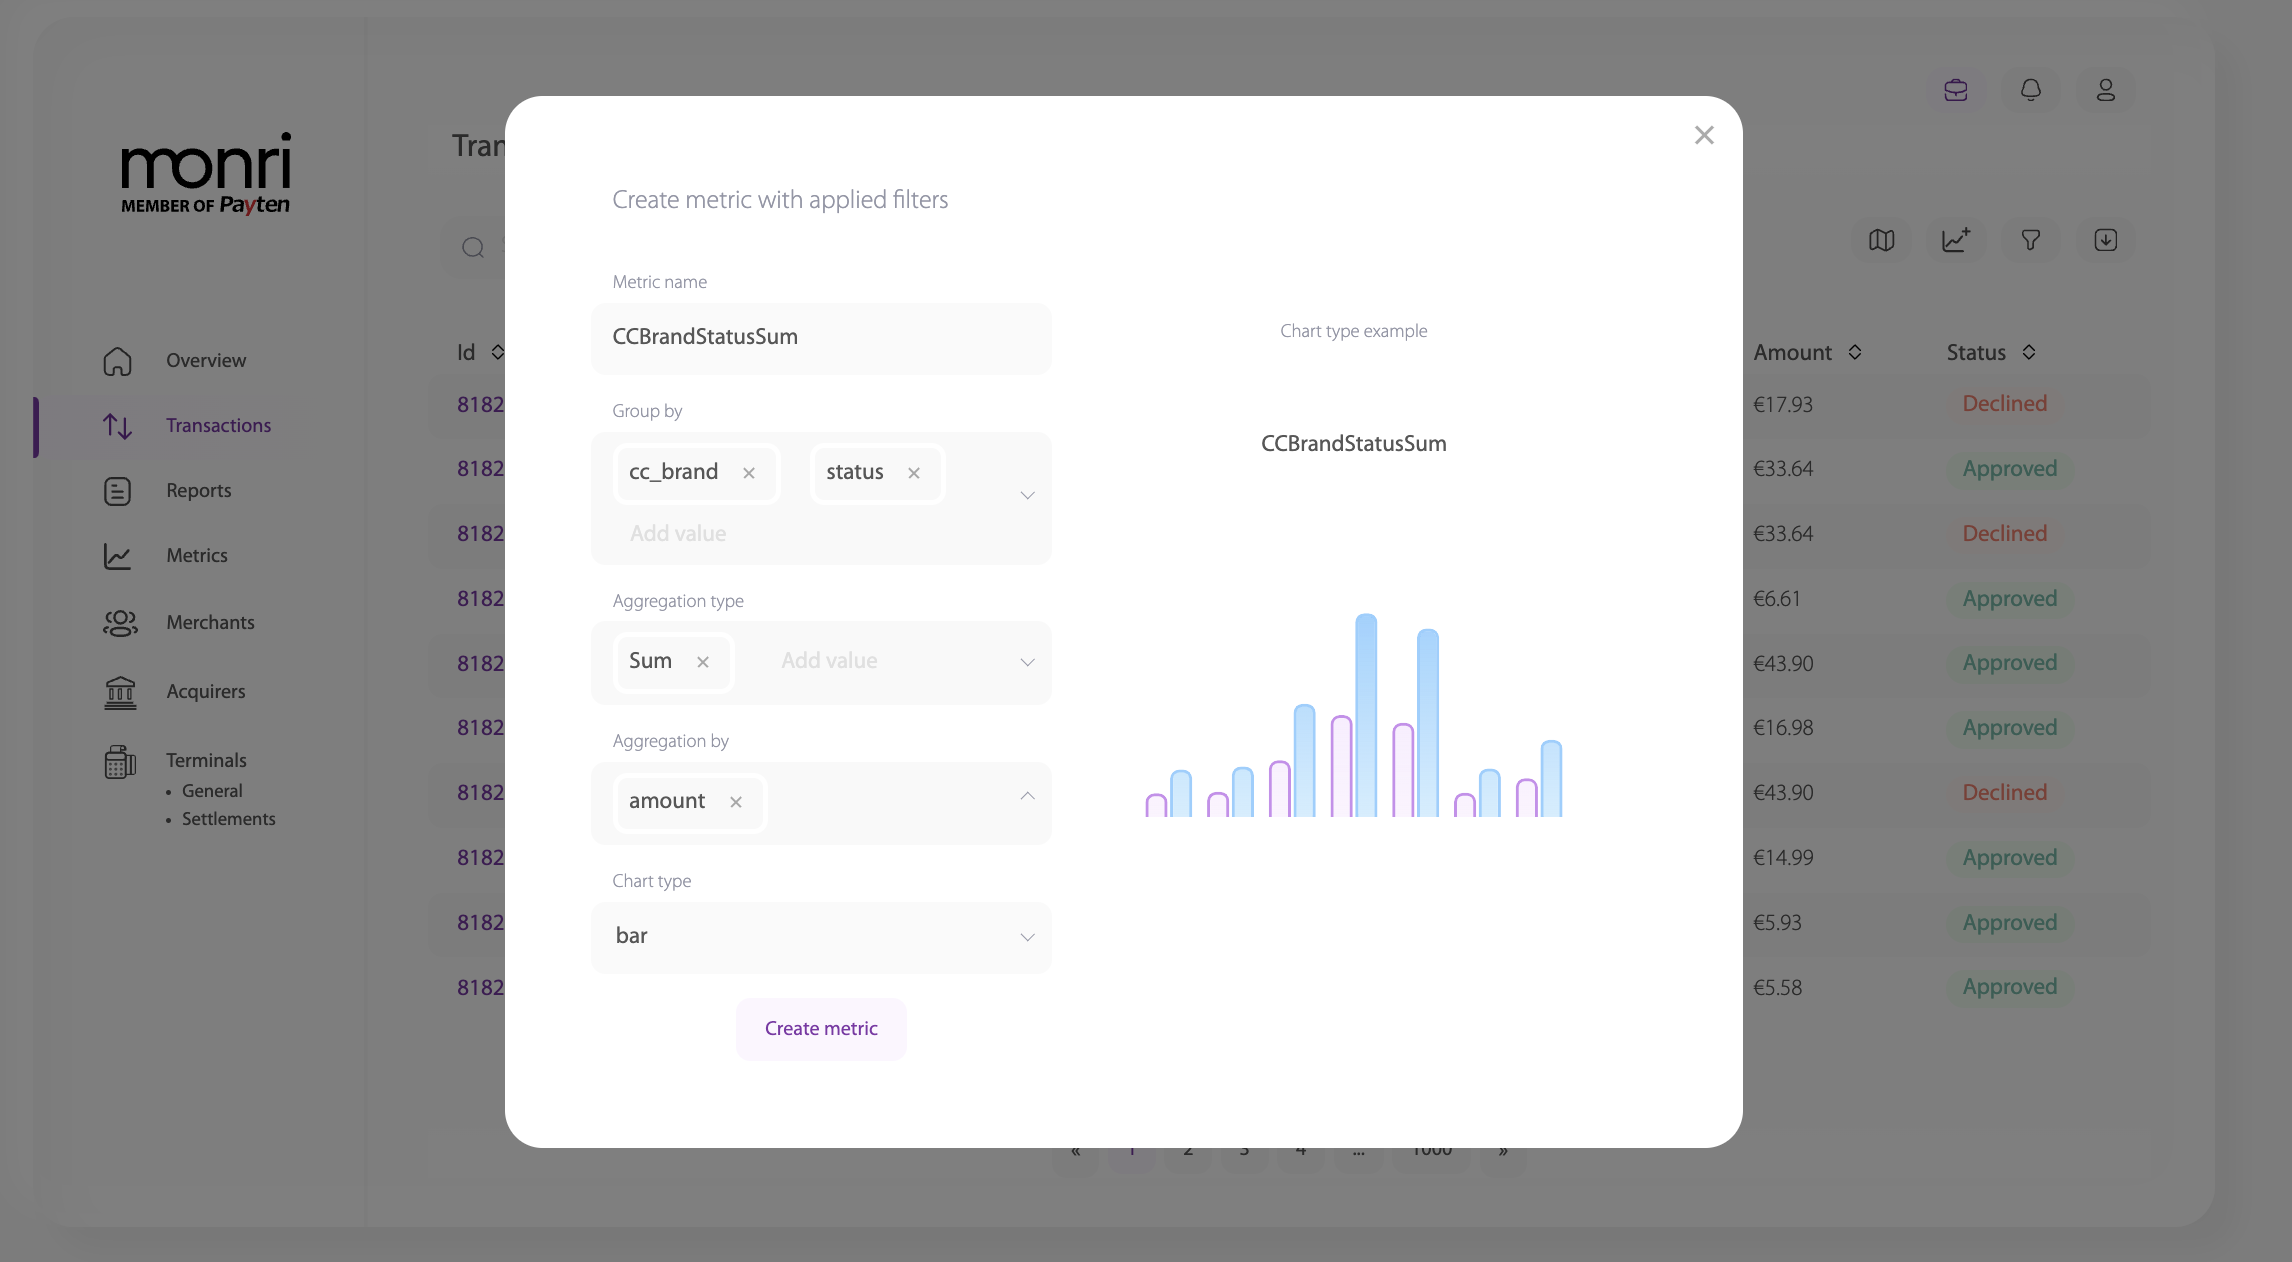 monri
MEMBER OF Payten
Overview
Transactions
Reports
Metrics
Merchants
Acquirers
Terminals
• General
• Settlements
Id
8182
8182
8182
8182
8182
8182
8182
8182
8182
8182
Create metric with applied filters
Metric name
CCBrandStatusSum
Group by
cc_brand × status ×
Add value
Aggregation type
Sum × Add value
Aggregation by
amount ×
Chart type
bar
Create metric
Chart type example
CCBrandStatusSum
Amount Status
€17.93 Declined
€33.64 Approved
€33.64 Declined
€6.61 Approved
€43.90 Approved
€16.98 Approved
€43.90 Declined
€14.99 Approved
€5.93 Approved
€5.58 Approved
« 1 2 3 4 ... 1000 »